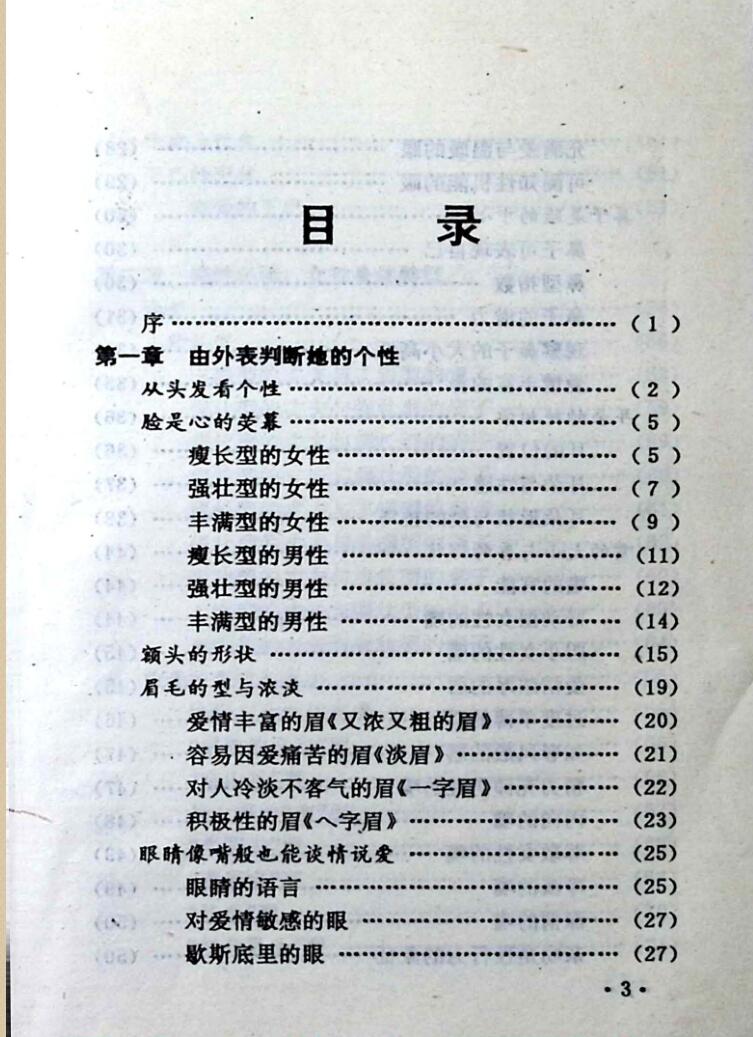 目 录
序…………………………………………（1）
第一章 由外表判断她的个性
从头发看个性………………………………（2）
脸是心的荧幕………………………………（5）
瘦长型的女性………………………………（5）
强壮型的女性………………………………（7）
丰满型的女性………………………………（9）
瘦长型的男性………………………………（11）
强壮型的男性………………………………（12）
丰满型的男性………………………………（14）
额头的形状…………………………………（15）
眉毛的型与浓淡……………………………（19）
爱情丰富的眉《又浓又粗的眉》…………（20）
容易因爱痛苦的眉《淡眉》………………（21）
对人冷淡不客气的眉《一字眉》…………（22）
积极性的眉《八字眉》……………………（23）
眼睛像嘴般也能谈情说爱…………………（25）
眼睛的语言…………………………………（25）
对爱情敏感的眼……………………………（27）
歇斯底里的眼………………………………（27）
·3·